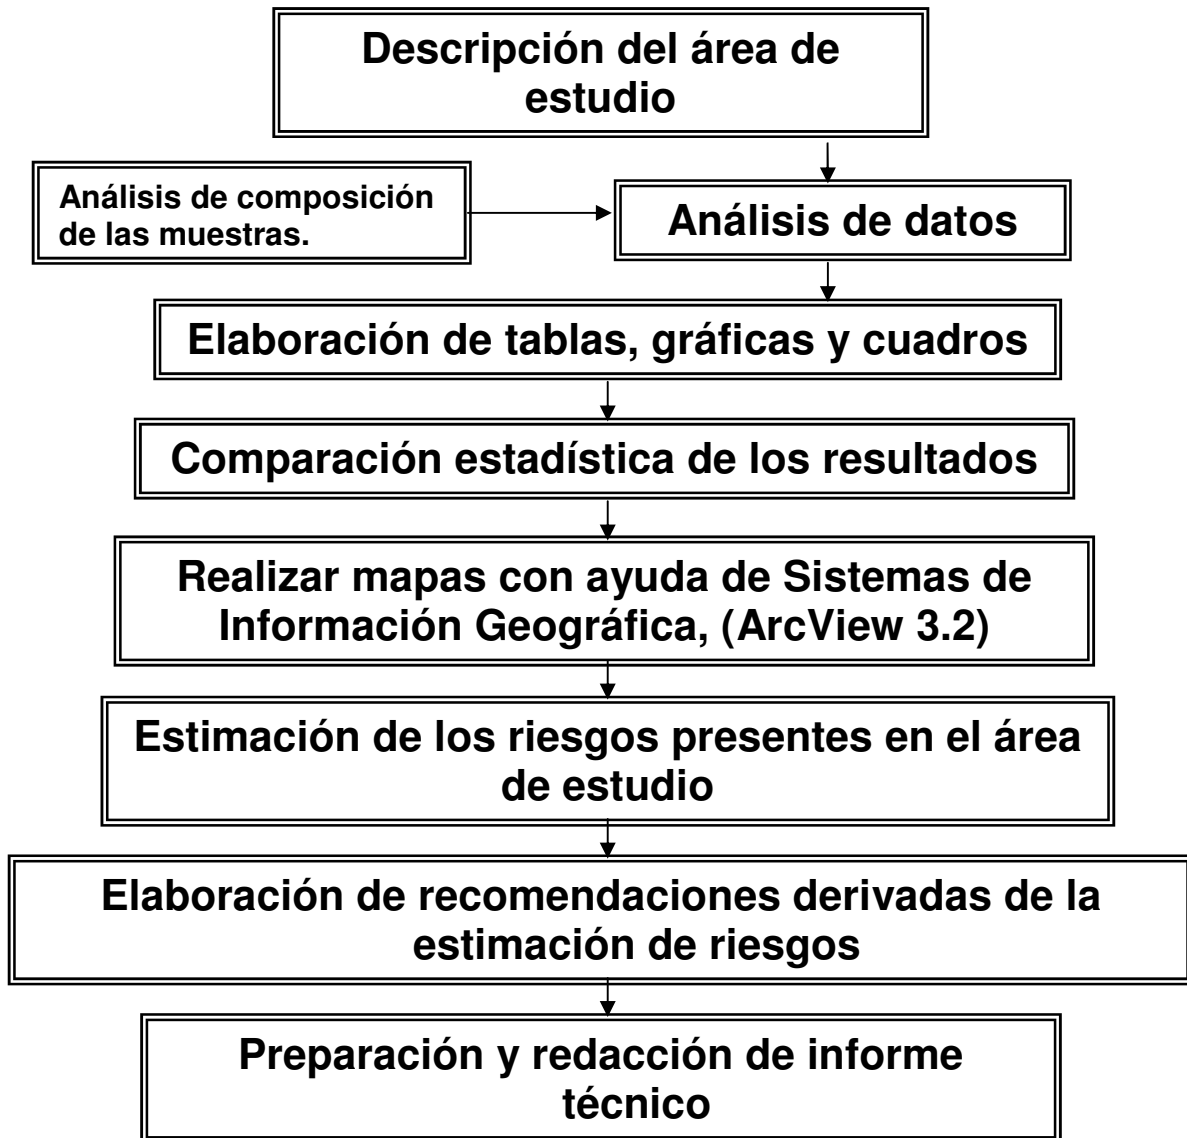 Descripción del área de
estudio
Análisis de composición
de las muestras.
Análisis de datos
Elaboración de tablas, gráficas y cuadros
Comparación estadística de los resultados
Realizar mapas con ayuda de Sistemas de
Información Geográfica, (ArcView 3.2)
Estimación de los riesgos presentes en el área
de estudio
Elaboración de recomendaciones derivadas de la
estimación de riesgos
Preparación y redacción de informe
técnico